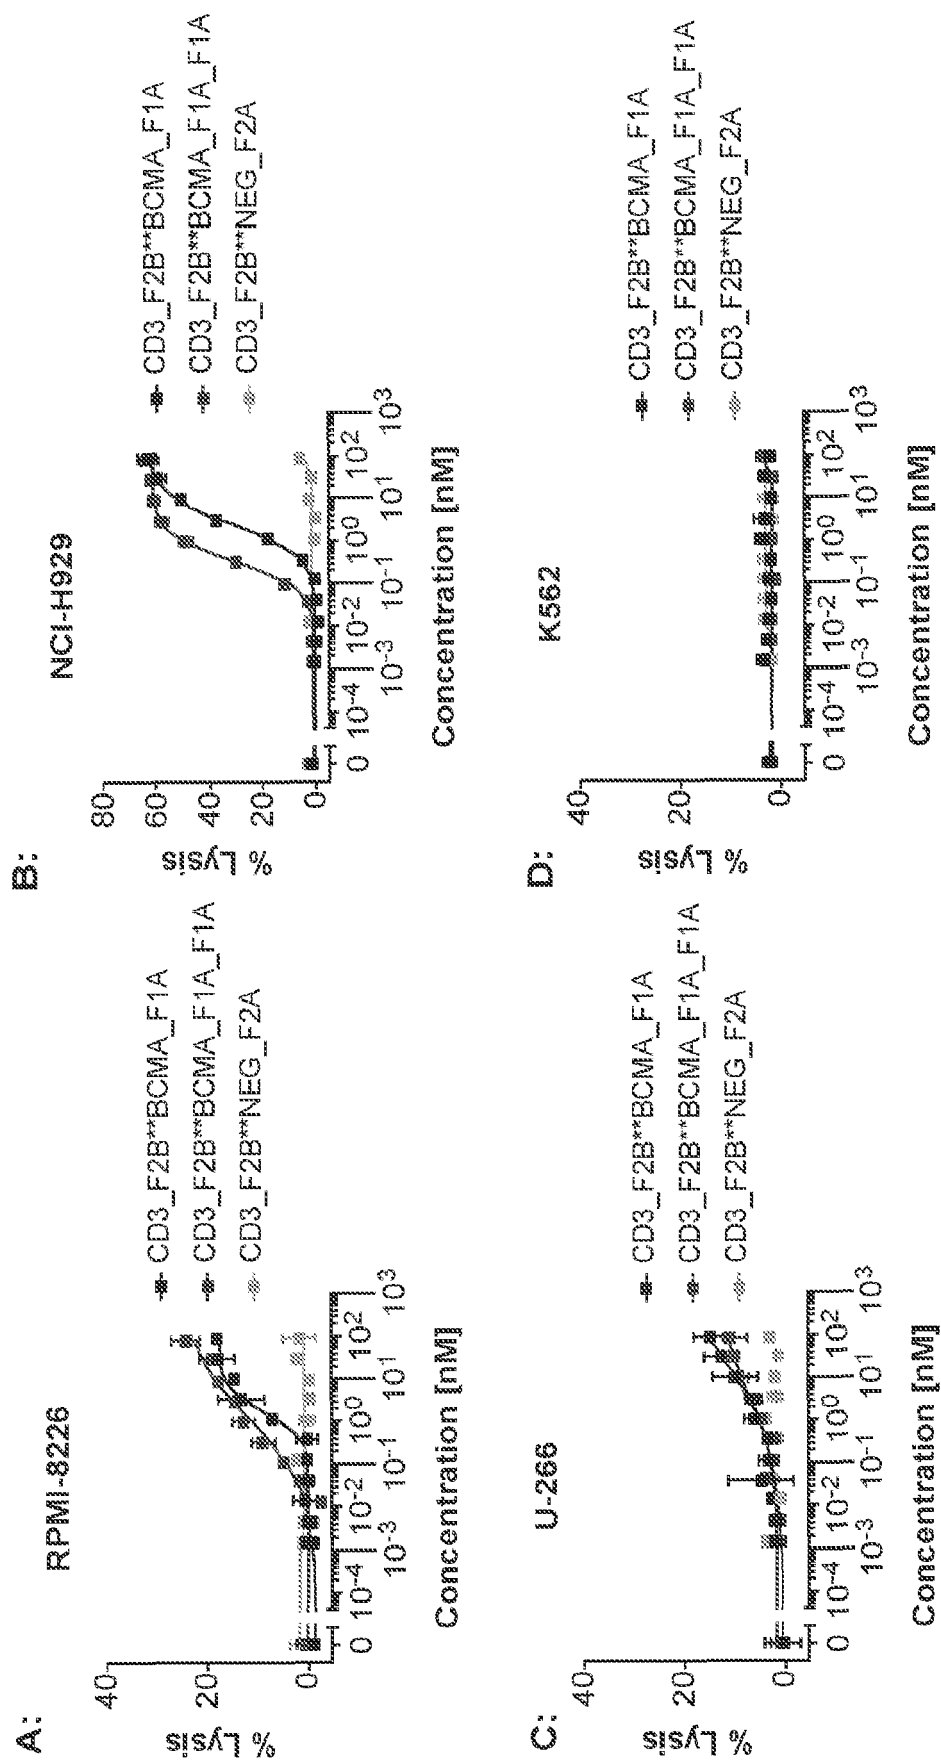 A:
RPMI-8226
% Lysis
40
20
0
0 10-4 10-3 10-2 10-1 100 101 102 103
Concentration [nM]
CD3_F2B**BCMA_F1A
CD3_F2B**BCMA_F1A_F1A
CD3_F2B**NEG_F2A
B:
NCI-H929
% Lysis
80
60
40
20
0
0 10-4 10-3 10-2 10-1 100 101 102 103
Concentration [nM]
CD3_F2B**BCMA_F1A
CD3_F2B**BCMA_F1A_F1A
CD3_F2B**NEG_F2A
C:
U-266
% Lysis
40
20
0
0 10-4 10-3 10-2 10-1 100 101 102 103
Concentration [nM]
CD3_F2B**BCMA_F1A
CD3_F2B**BCMA_F1A_F1A
CD3_F2B**NEG_F2A
D:
K562
% Lysis
40
20
0
0 10-4 10-3 10-2 10-1 100 101 102 103
Concentration [nM]
CD3_F2B**BCMA_F1A
CD3_F2B**BCMA_F1A_F1A
CD3_F2B**NEG_F2A